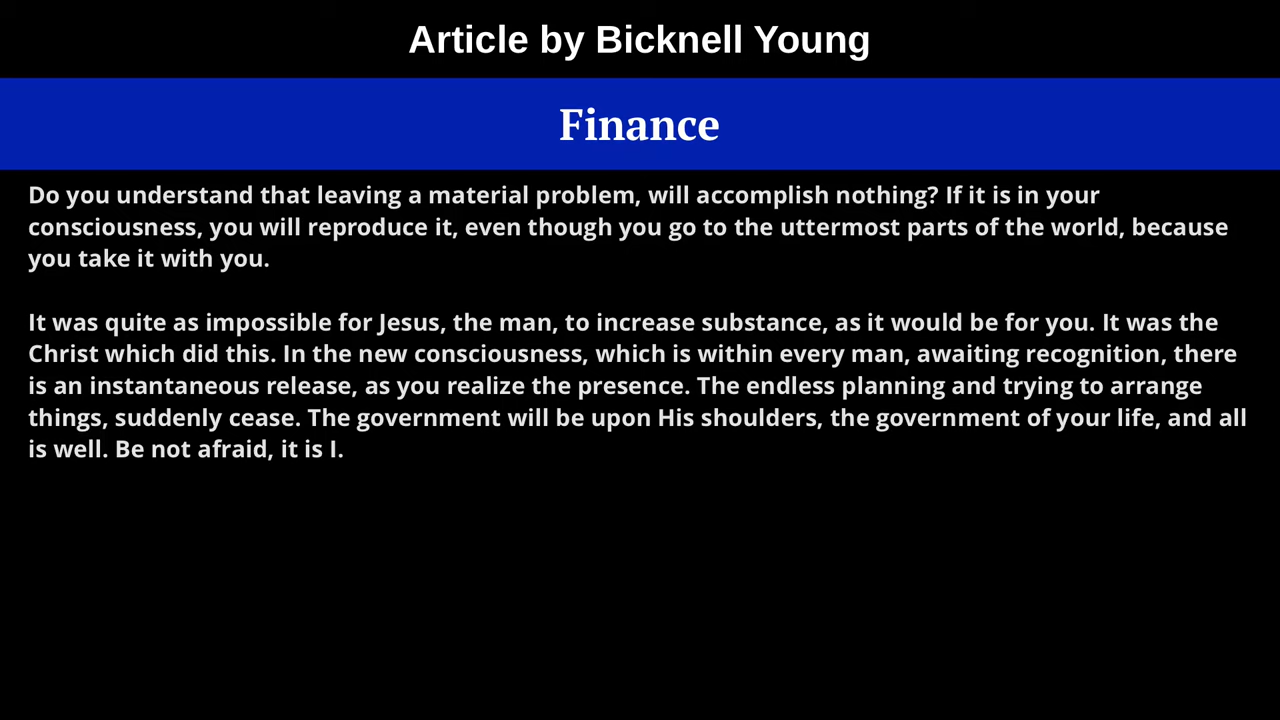 Article by Bicknell Young
Finance
Do you understand that leaving a material problem, will accomplish nothing? If it is in your
consciousness, you will reproduce it, even though you go to the uttermost parts of the world, because
you take it with you.
It was quite as impossible for Jesus, the man, to increase substance, as it would be for you. It was the
Christ which did this. In the new consciousness, which is within every man, awaiting recognition, there
is an instantaneous release, as you realize the presence. The endless planning and trying to arrange
things, suddenly cease. The government will be upon His shoulders, the government of your life, and all
is well. Be not afraid, it is I.